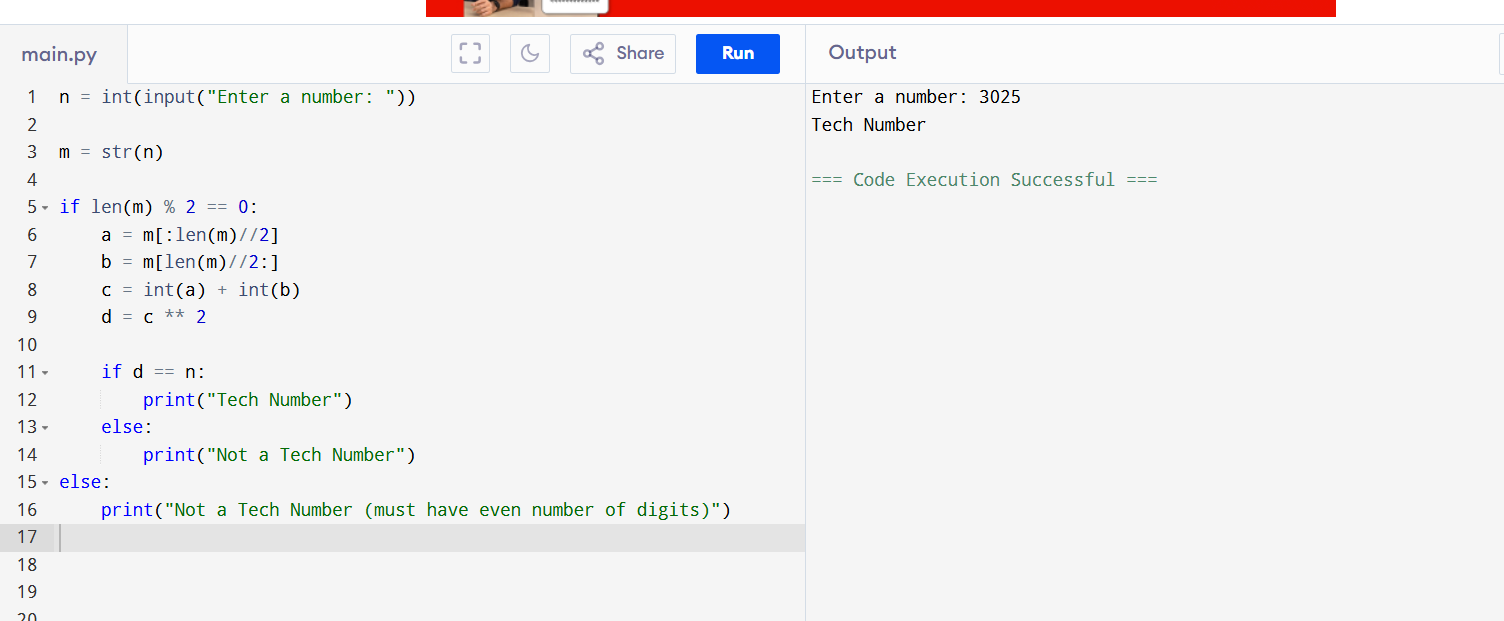 main.py
Share
Run
Output
1 n = int(input("Enter a number: "))
2
3 m = str(n)
4
5 if len(m) % 2 == 0:
6     a = m[:len(m)//2]
7     b = m[len(m)//2:]
8     c = int(a) + int(b)
9     d = c ** 2
10
11     if d == n:
12         print("Tech Number")
13     else:
14         print("Not a Tech Number")
15 else:
16     print("Not a Tech Number (must have even number of digits)")
17
18
19
20
Enter a number: 3025
Tech Number
=== Code Execution Successful ===